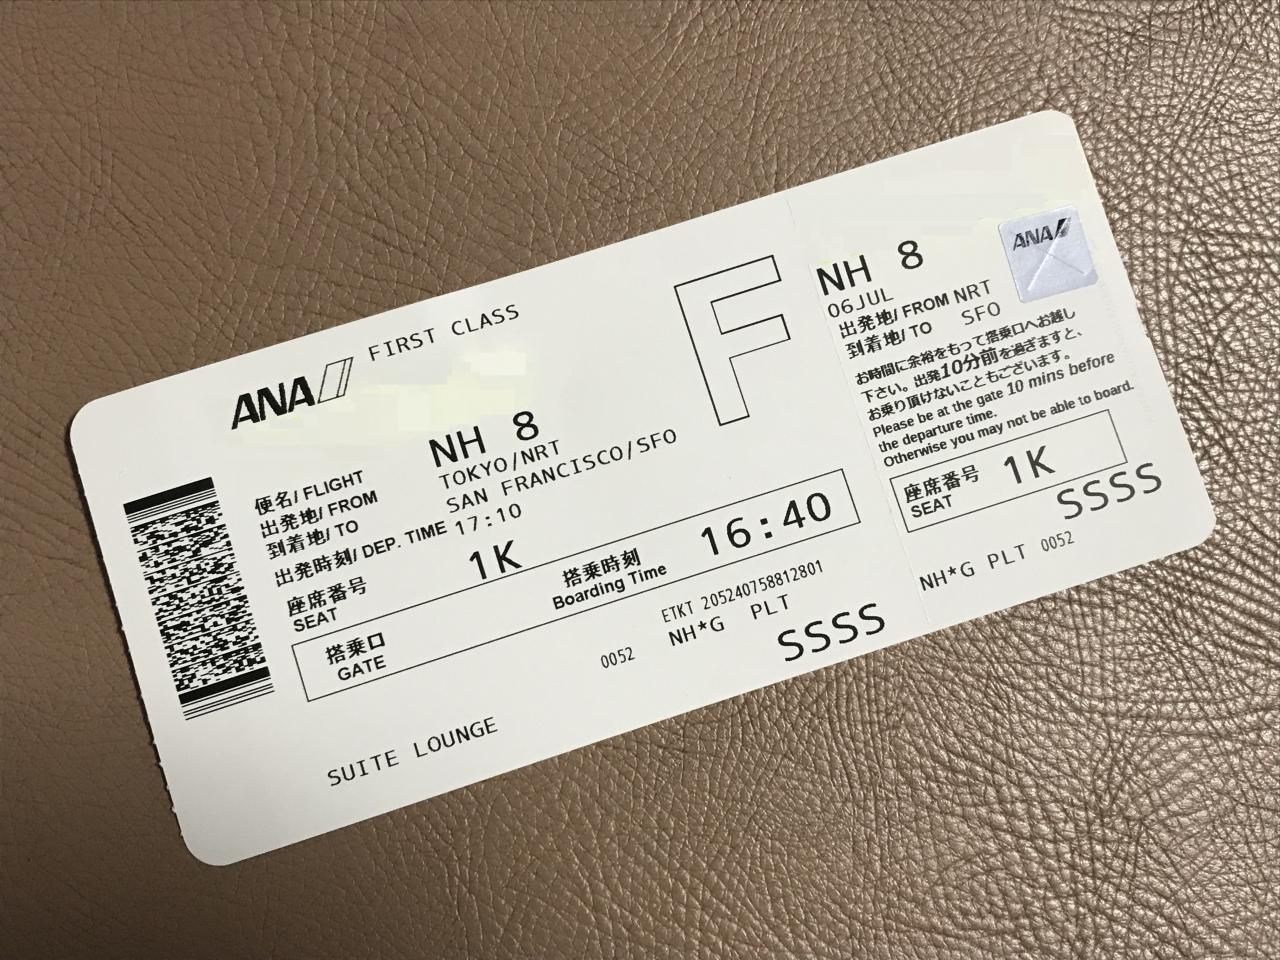 ANA FIRST CLASS
F
便名/ FLIGHT NH 8
出発地/ FROM TOKYO/NRT
到着地/ TO SAN FRANCISCO/SFO
出発時刻/ DEP. TIME 17:10
座席番号
SEAT 1K
搭乗時刻
Boarding Time 16:40
搭乗口
GATE
ETKT 205240758812801
0052 NH*G PLT
SSSS
SUITE LOUNGE
NH 8
ANA
06JUL
出発地/ FROM NRT
到着地/ TO SFO
お時間に余裕をもって搭乗口へお越し
下さい。出発10分前を過ぎますと、
お乗り頂けないこともございます。
Please be at the gate 10 mins before
the departure time.
Otherwise you may not be able to board.
座席番号
SEAT 1K
SSSS
NH*G PLT 0052